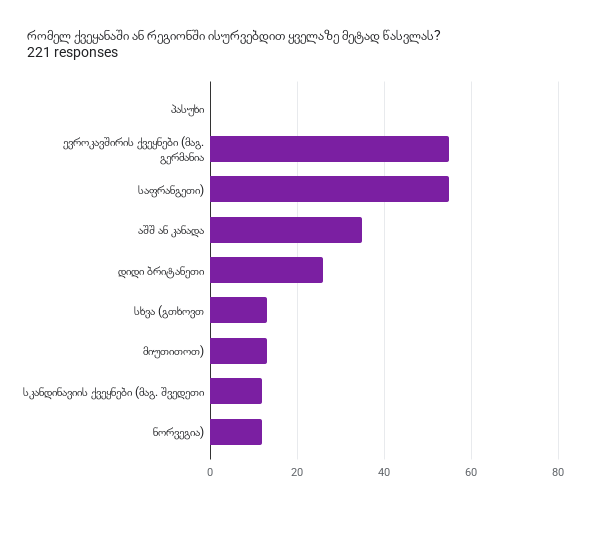 რომელ ქვეყანაში ან რეგიონში ისურვებდით ყველაზე მეტად წასვლას?
221 responses
პასუხი
ევროკავშირის ქვეყნები (მაგ.
გერმანია
საფრანგეთი)
აშშ ან კანადა
დიდი ბრიტანეთი
სხვა (გთხოვთ
მიუთითოთ)
სკანდინავიის ქვეყნები (მაგ. შვედეთი
ნორვეგია)
0 20 40 60 80